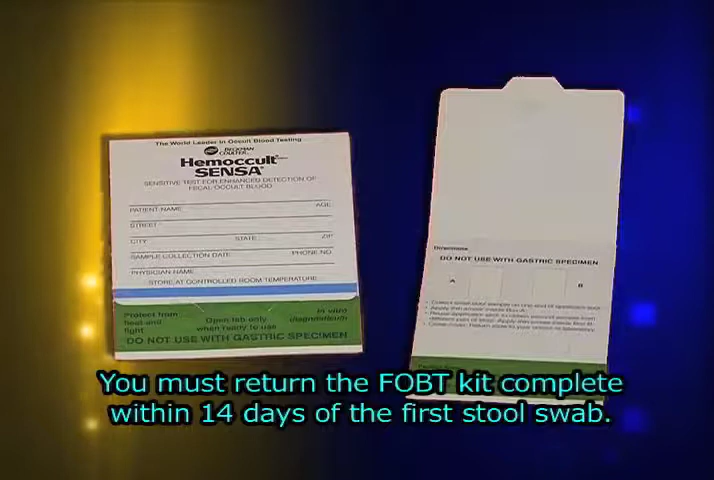 The World Leader in Occult Blood Testing
BECKMAN
COULTER
Hemoccult
SENSA®
SENSITIVE TEST FOR ENHANCED DETECTION OF
FECAL OCCULT BLOOD
PATIENT NAME AGE
STREET
CITY STATE ZIP
SAMPLE COLLECTION DATE PHONE NO.
PHYSICIAN NAME
STORE AT CONTROLLED ROOM TEMPERATURE
Protect from
heat and
light
Open tab only
when ready to use
In vitro
diagnosticum
DO NOT USE WITH GASTRIC SPECIMEN
Directions
DO NOT USE WITH GASTRIC SPECIMEN
A B
You must return the FOBT kit complete
within 14 days of the first stool swab.